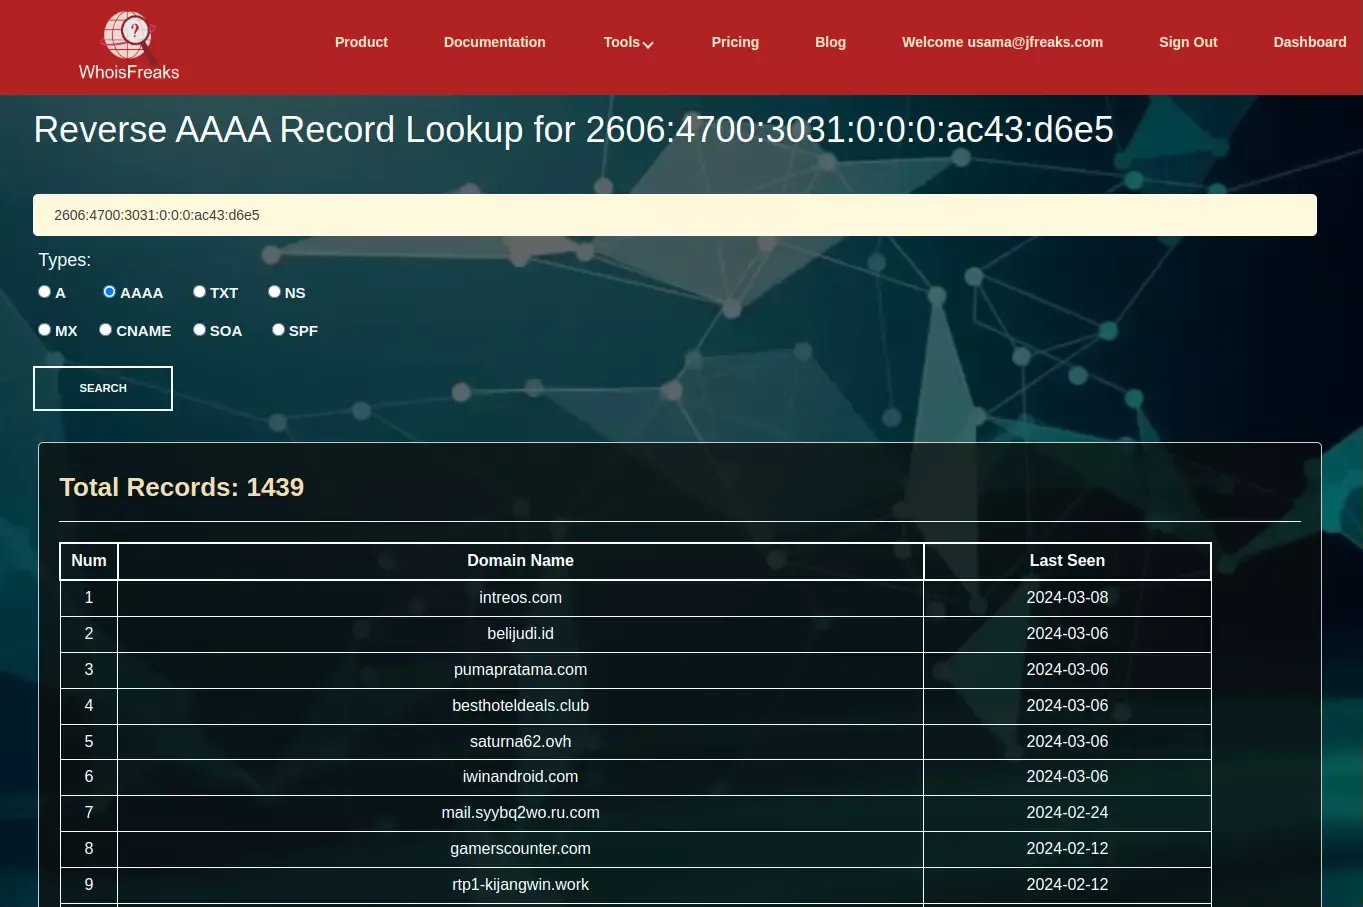 Product Documentation Tools Pricing Blog Welcome usama@jfreaks.com Sign Out Dashboard
?
WhoisFreaks
Reverse AAAA Record Lookup for 2606:4700:3031:0:0:0:ac43:d6e5
2606:4700:3031:0:0:0:ac43:d6e5
Types:
A AAAA TXT NS
MX CNAME SOA SPF
SEARCH
Total Records: 1439
Num Domain Name Last Seen
1 intreos.com 2024-03-08
2 belijudi.id 2024-03-06
3 pumapratama.com 2024-03-06
4 besthoteldeals.club 2024-03-06
5 saturna62.ovh 2024-03-06
6 iwinandroid.com 2024-03-06
7 mail.syybq2wo.ru.com 2024-02-24
8 gamerscounter.com 2024-02-12
9 rtp1-kijangwin.work 2024-02-12